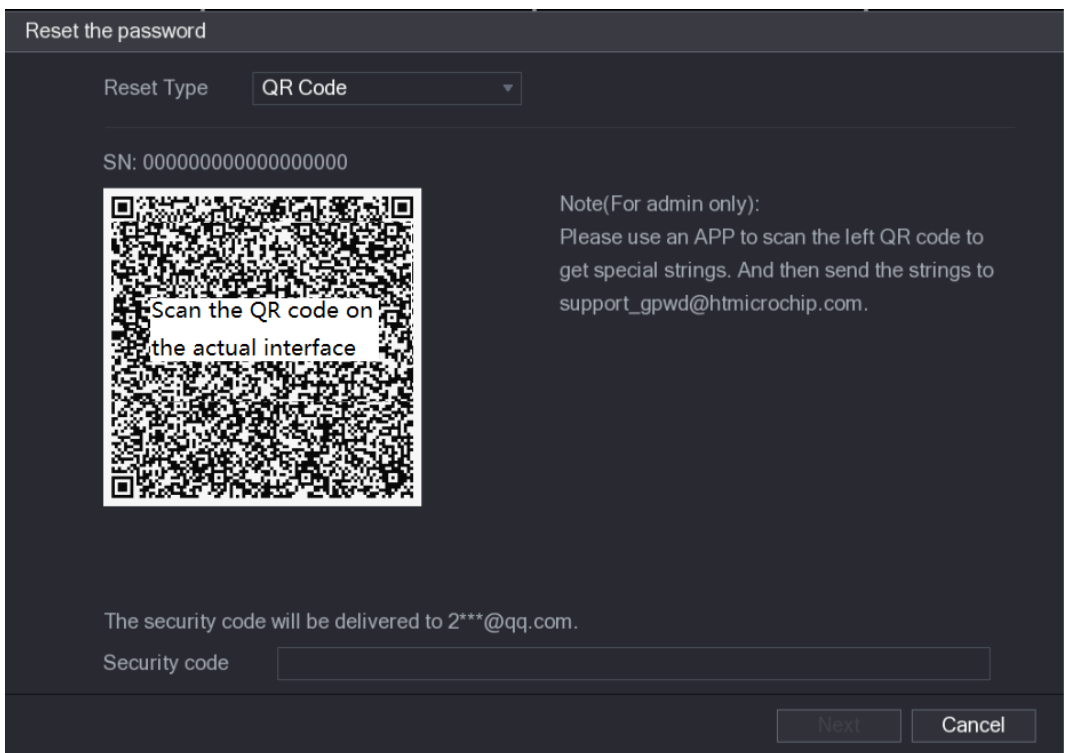 Reset the password
Reset Type QR Code
SN: 000000000000000000
Scan the QR code on
the actual interface
Note(For admin only):
Please use an APP to scan the left QR code to
get special strings. And then send the strings to
support_gpwd@htmicrochip.com.
The security code will be delivered to 2***@qq.com.
Security code
Next Cancel